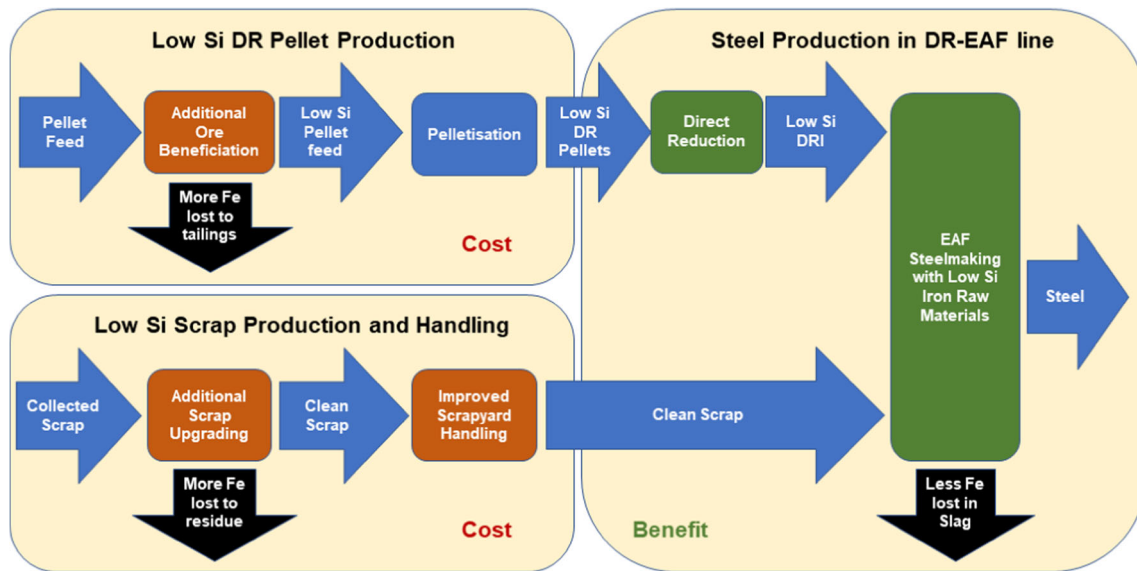 Low Si DR Pellet Production
Pellet
Feed
Additional
Ore
Beneficiation
Low Si
Pellet
feed
Pelletisation
Low Si
DR
Pellets
More Fe
lost to
tailings
Cost
Low Si Scrap Production and Handling
Collected
Scrap
Additional
Scrap
Upgrading
Clean
Scrap
Improved
Scrapyard
Handling
Clean Scrap
More Fe
lost to
residue
Cost
Steel Production in DR-EAF line
Direct
Reduction
Low Si
DRI
EAF
Steelmaking
with Low Si
Iron Raw
Materials
Steel
Less Fe
lost in
Slag
Benefit